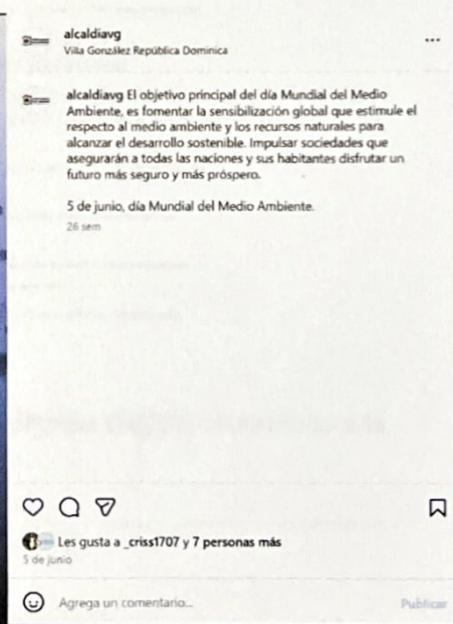 alcaldiavg
Villa González República Dominica
alcaldiavg El objetivo principal del día Mundial del Medio
Ambiente, es fomentar la sensibilización global que estimule el
respecto al medio ambiente y los recursos naturales para
alcanzar el desarrollo sostenible. Impulsar sociedades que
asegurarán a todas las naciones y sus habitantes disfrutar un
futuro más seguro y más próspero.
5 de junio, día Mundial del Medio Ambiente.
26 sem
Les gusta a _criss1707 y 7 personas más
5 de junio
Agrega un comentario...
Publicar